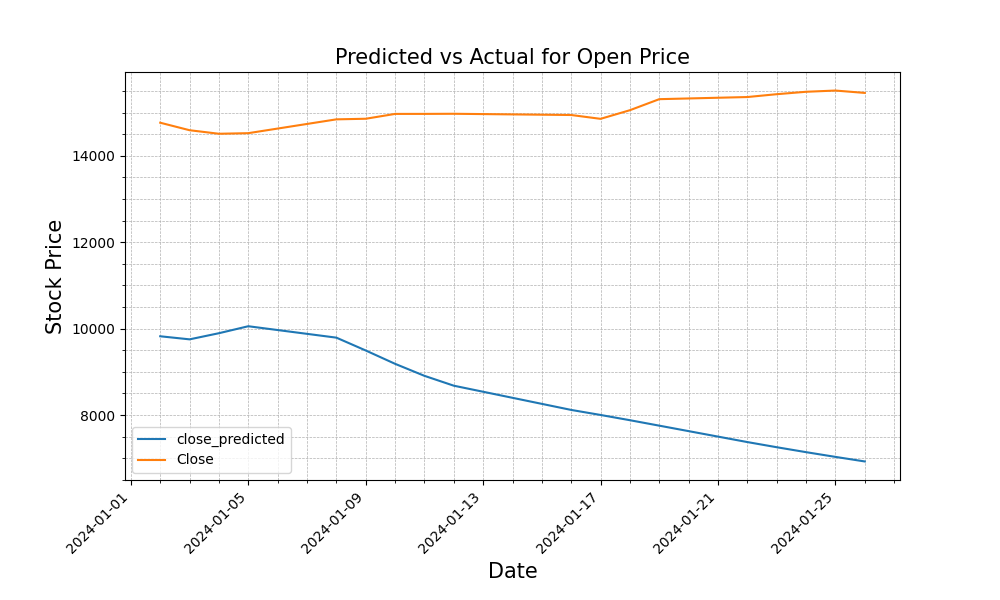 Predicted vs Actual for Open Price
Stock Price
14000
12000
10000
8000
close_predicted
Close
2024-01-01
2024-01-05
2024-01-09
2024-01-13
2024-01-17
2024-01-21
2024-01-25
Date